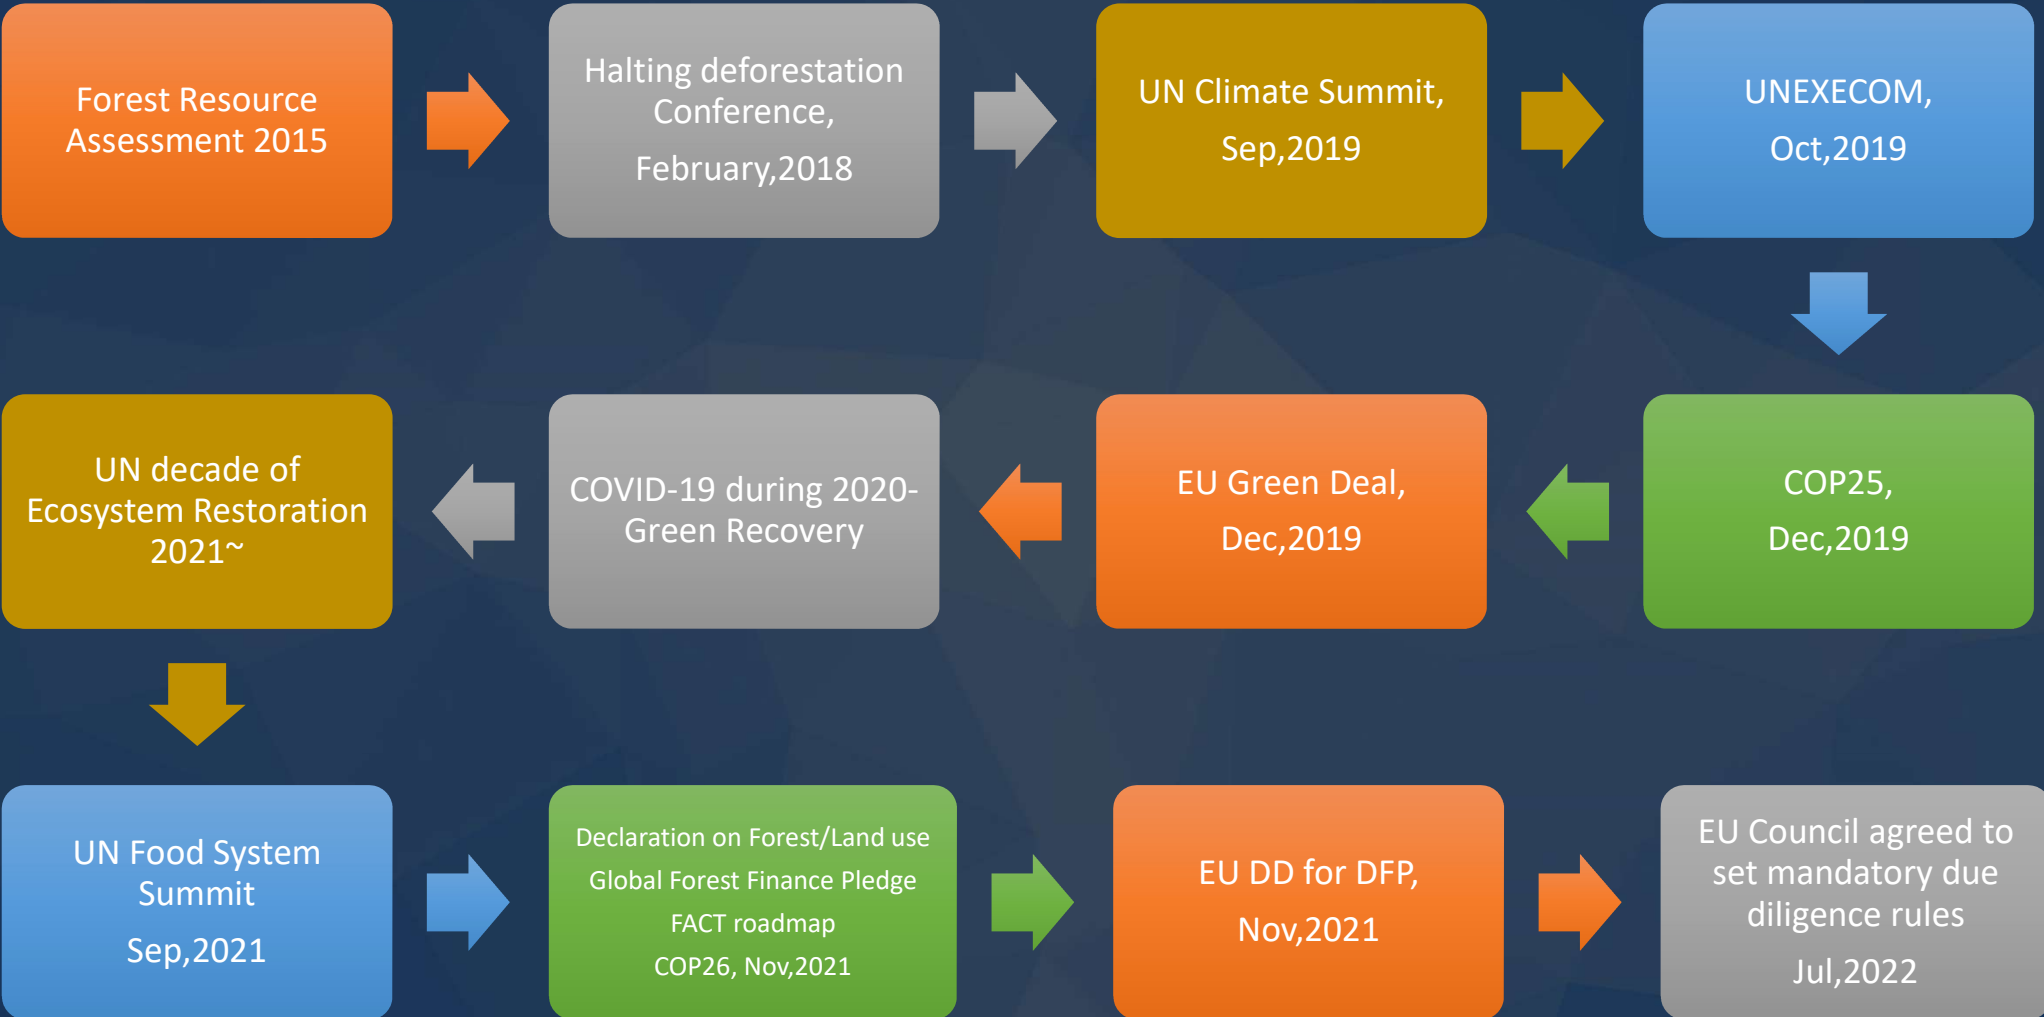 Forest Resource
Assessment 2015
Halting deforestation
Conference,
February,2018
UN Climate Summit,
Sep,2019
UNEXECOM,
Oct,2019
COP25,
Dec,2019
EU Green Deal,
Dec,2019
COVID-19 during 2020-
Green Recovery
UN decade of
Ecosystem Restoration
2021~
UN Food System
Summit
Sep,2021
Declaration on Forest/Land use
Global Forest Finance Pledge
FACT roadmap
COP26, Nov,2021
EU DD for DFP,
Nov,2021
EU Council agreed to
set mandatory due
diligence rules
Jul,2022